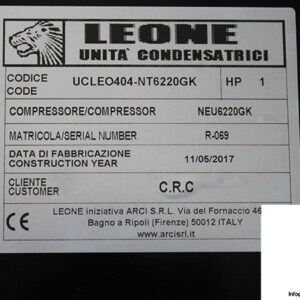 LEONE
UNITA' CONDENSATRICI
CODICE UCLEO404-NT6220GK HP 1
CODE
COMPRESSORE/COMPRESSOR NEU6220GK
MATRICOLA/SERIAL NUMBER R-069
DATA DI FABBRICAZIONE 11/05/2017
CONSTRUCTION YEAR
CLIENTE C.R.C
CUSTOMER
CE
LEONE iniziativa ARCI S.R.L. Via del Fornaccio 46
Bagno a Ripoli (Firenze) 50012 ITALY
www.arcisrl.it